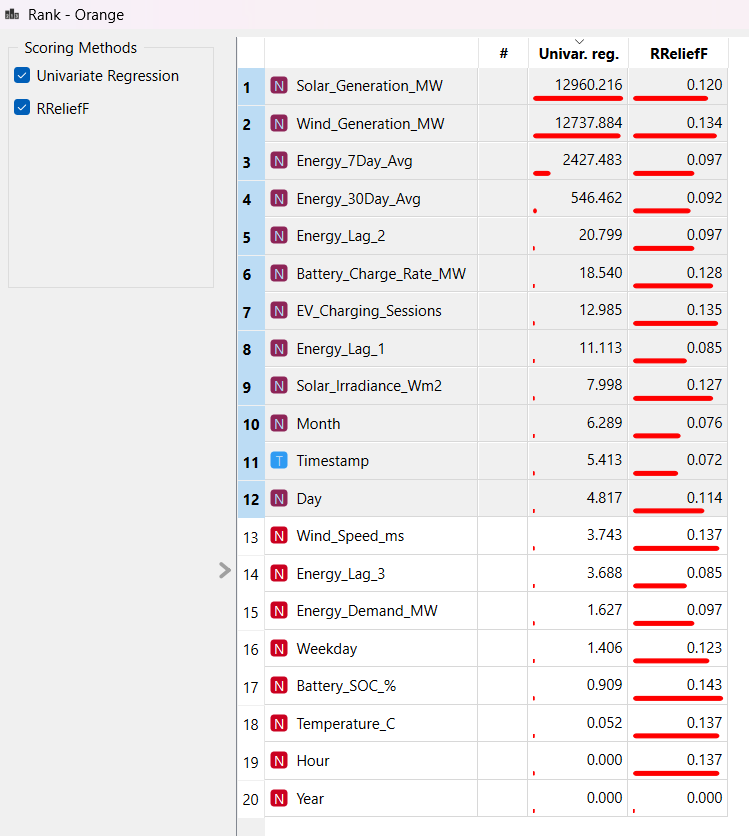 Rank - Orange
Scoring Methods
Univariate Regression
RReliefF
# Univar. reg. RReliefF
1 N Solar_Generation_MW 12960.216 0.120
2 N Wind_Generation_MW 12737.884 0.134
3 N Energy_7Day_Avg 2427.483 0.097
4 N Energy_30Day_Avg 546.462 0.092
5 N Energy_Lag_2 20.799 0.097
6 N Battery_Charge_Rate_MW 18.540 0.128
7 N EV_Charging_Sessions 12.985 0.135
8 N Energy_Lag_1 11.113 0.085
9 N Solar_Irradiance_Wm2 7.998 0.127
10 N Month 6.289 0.076
11 T Timestamp 5.413 0.072
12 N Day 4.817 0.114
13 N Wind_Speed_ms 3.743 0.137
14 N Energy_Lag_3 3.688 0.085
15 N Energy_Demand_MW 1.627 0.097
16 N Weekday 1.406 0.123
17 N Battery_SOC_% 0.909 0.143
18 N Temperature_C 0.052 0.137
19 N Hour 0.000 0.137
20 N Year 0.000 0.000